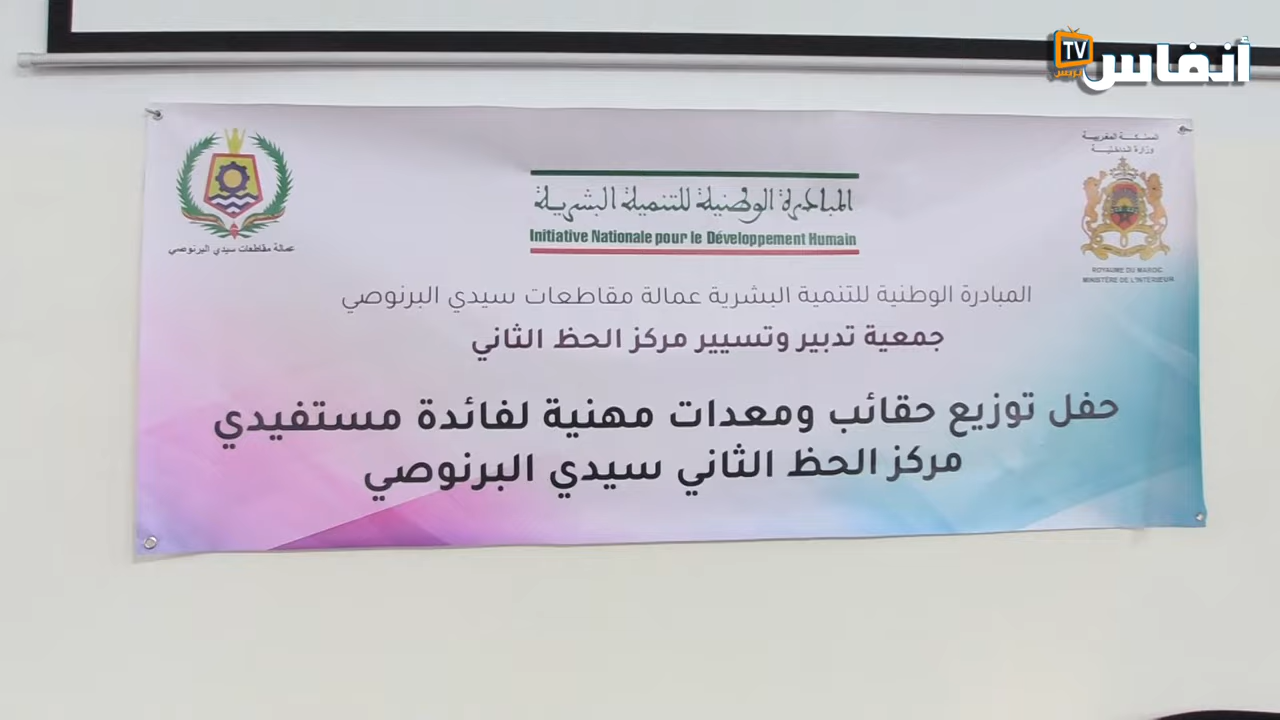 أنفاس
TV
بريس
المملكة المغربية
وزارة الداخلية
ROYAUME DU MAROC
MINISTÈRE DE L'INTÉRIEUR
المبادرة الوطنية للتنمية البشرية
Initiative Nationale pour le Développement Humain
عمالة مقاطعات سيدي البرنوصي
المبادرة الوطنية للتنمية البشرية عمالة مقاطعات سيدي البرنوصي
جمعية تدبير وتسيير مركز الحظ الثاني
حفل توزيع حقائب ومعدات مهنية لفائدة مستفيدي
مركز الحظ الثاني سيدي البرنوصي